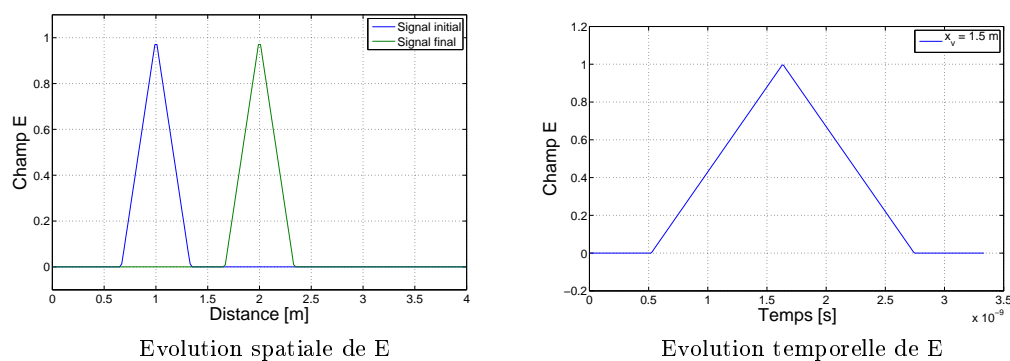 Signal initial
Signal final
1
0.8
0.6
0.4
0.2
0
Champ E
0 0.5 1 1.5 2 2.5 3 3.5 4
Distance [m]
Evolution spatiale de E
x_v = 1.5 m
1.2
1
0.8
0.6
0.4
0.2
0
−0.2
Champ E
0 0.5 1 1.5 2 2.5 3 3.5
x 10^-9
Temps [s]
Evolution temporelle de E